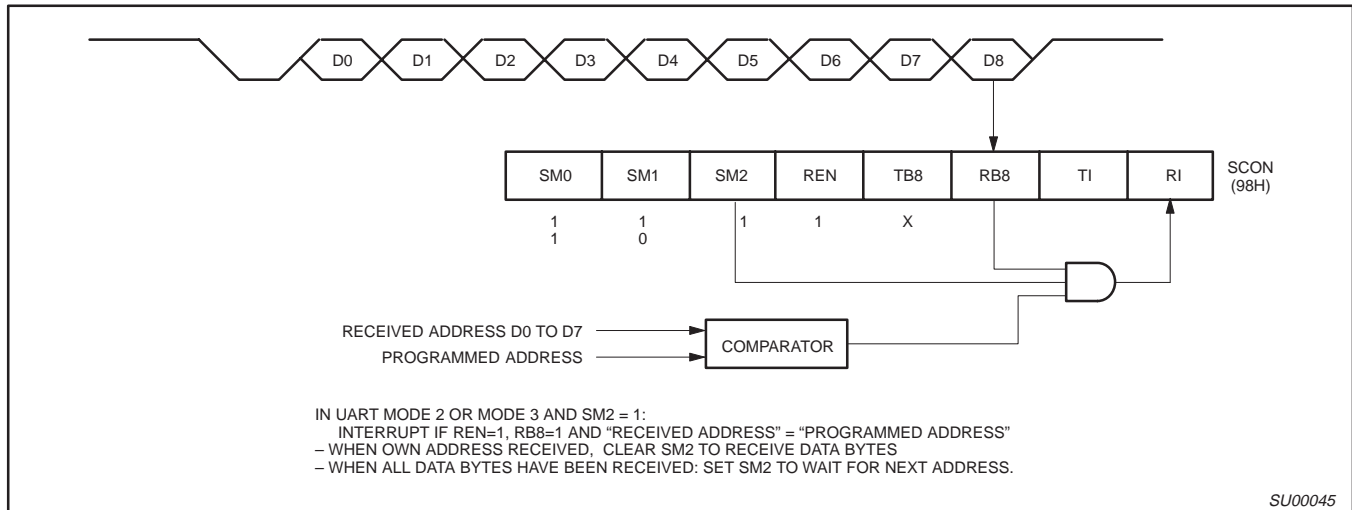 D0 D1 D2 D3 D4 D5 D6 D7 D8
SM0 SM1 SM2 REN TB8 RB8 TI RI
SCON
(98H)
1 1 1 1 X
1 0
RECEIVED ADDRESS D0 TO D7
PROGRAMMED ADDRESS
COMPARATOR
IN UART MODE 2 OR MODE 3 AND SM2 = 1:
INTERRUPT IF REN=1, RB8=1 AND “RECEIVED ADDRESS” = “PROGRAMMED ADDRESS”
– WHEN OWN ADDRESS RECEIVED, CLEAR SM2 TO RECEIVE DATA BYTES
– WHEN ALL DATA BYTES HAVE BEEN RECEIVED: SET SM2 TO WAIT FOR NEXT ADDRESS.
SU00045